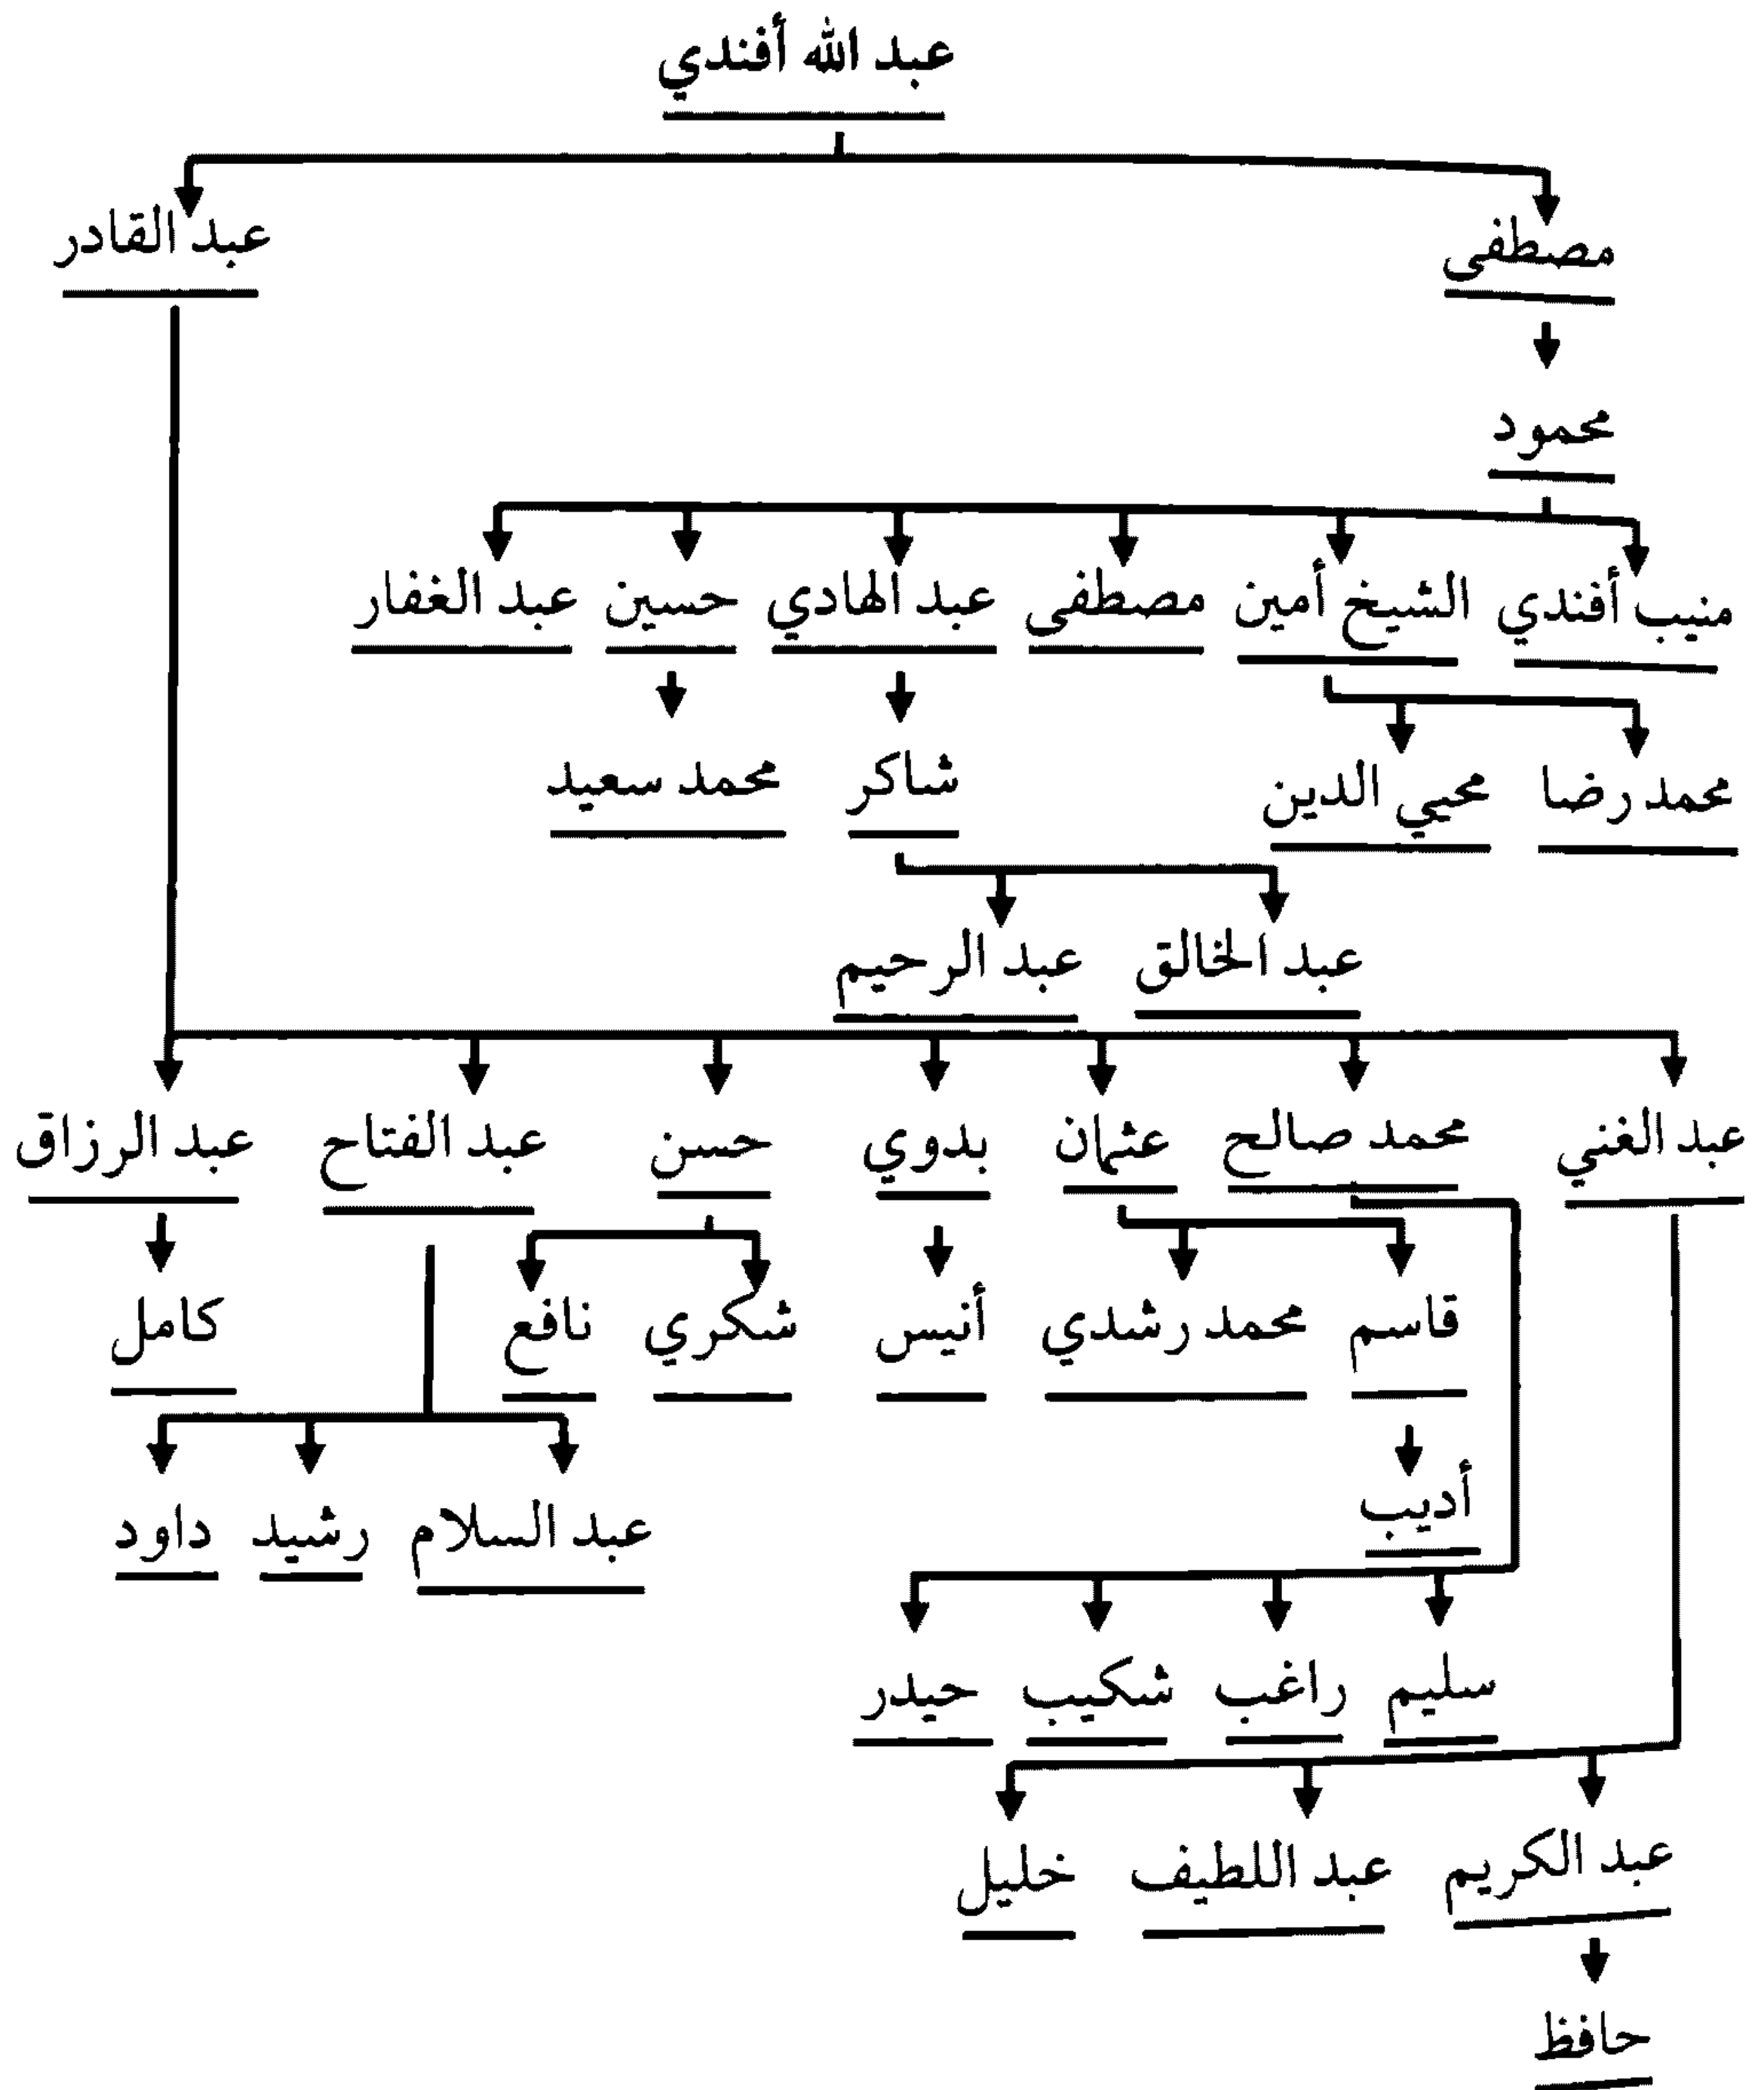 عبد الله أفندي
مصطفى عبد القادر
محمود
منيب أفندي الشيخ أمين مصطفى عبد الهادي حسين عبد الغفار
محمد رضا محيي الدين شاكر محمد سعيد
عبد الخالق عبد الرحيم
عبد الغني محمد صالح عثمان بدوي حسن عبد الفتاح عبد الرزاق
قاسم محمد رشدي أنيس شكري نافع كامل
أديب عبد السلام رشيد داود
سليم راغب شكيب حيدر
عبد الكريم عبد اللطيف خليل
حافظ